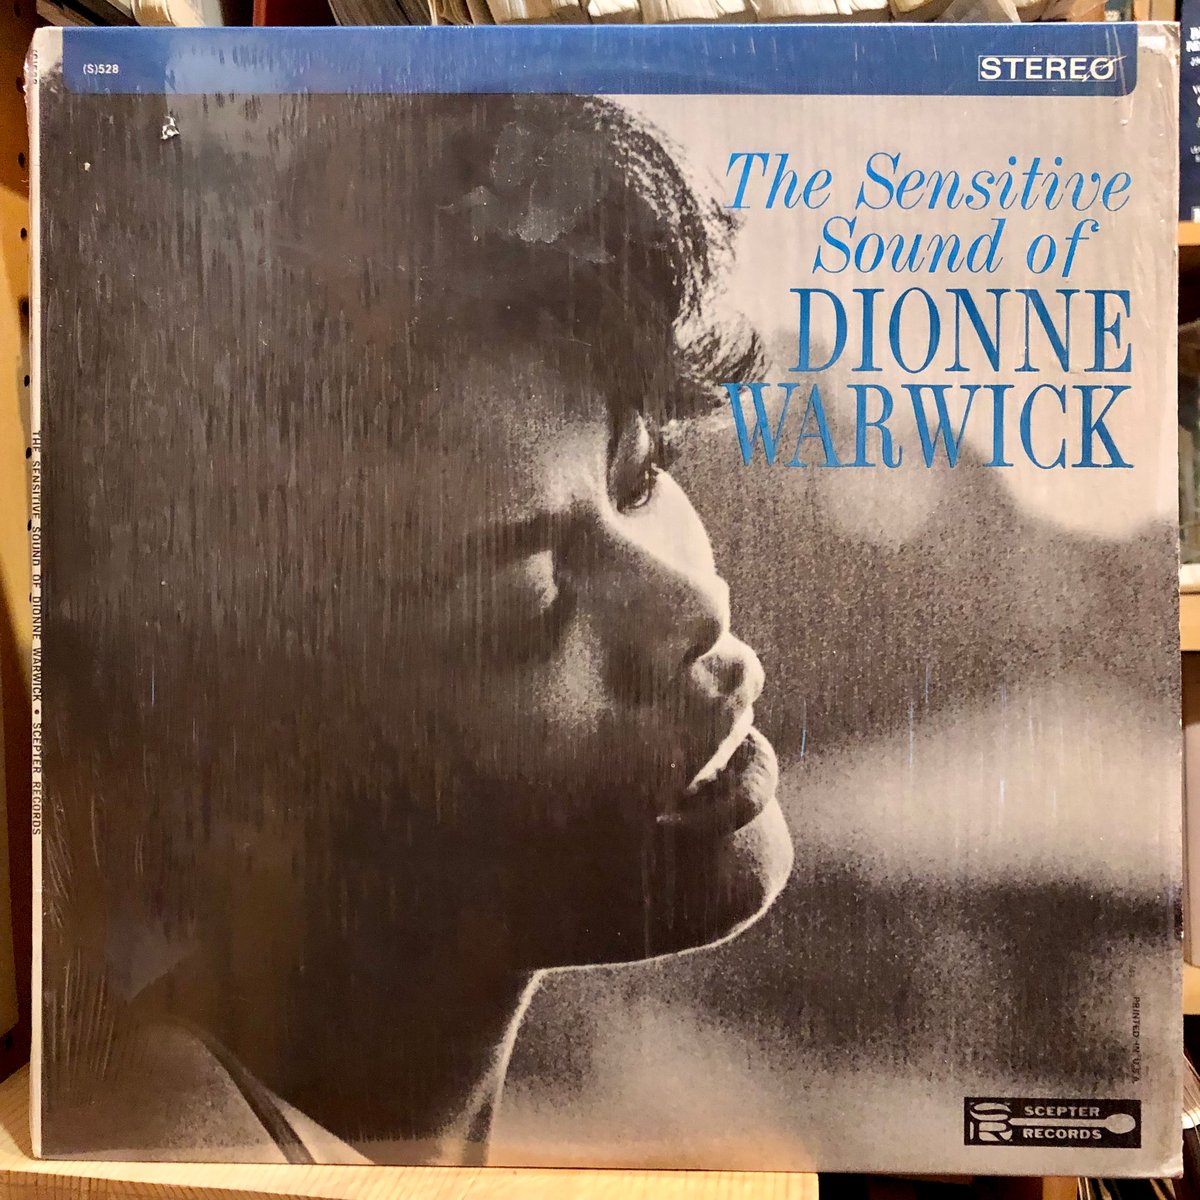 (S)528
STEREO
The Sensitive
Sound of
DIONNE
WARWICK
THE SENSITIVE SOUND OF DIONNE WARWICK • SCEPTER RECORDS
PRINTED IN U.S.A.
SR
SCEPTER
RECORDS